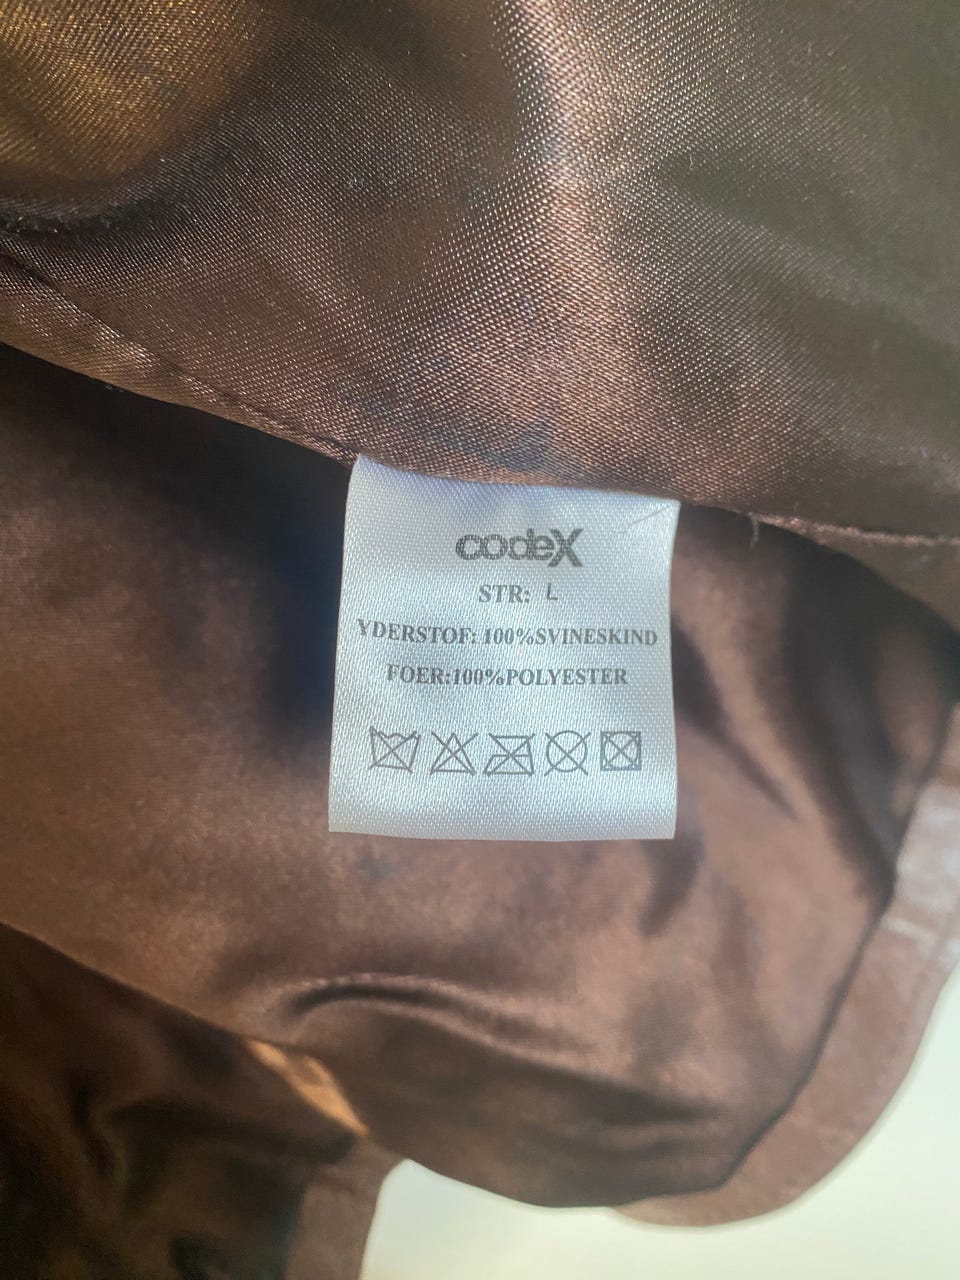 codeX
STR: L
YDERSTOF: 100%SVINESKIND
FOER:100%POLYESTER